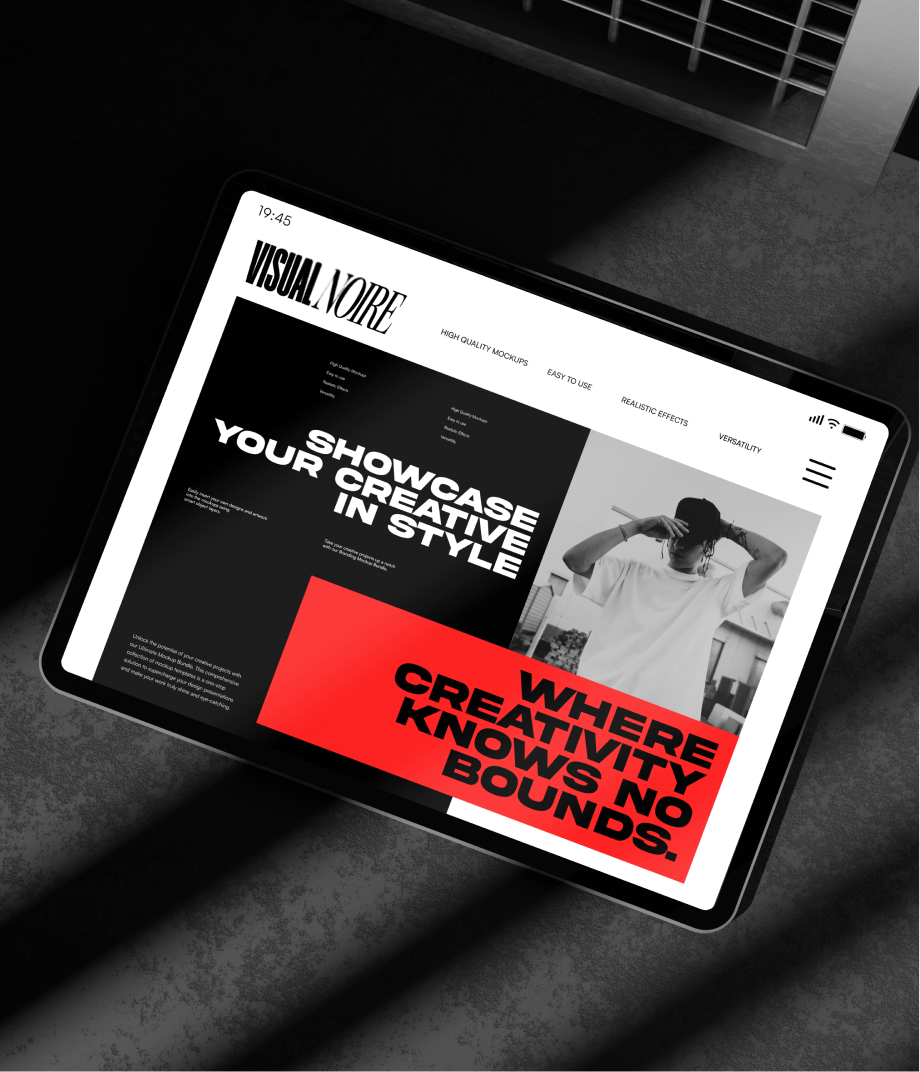 19:45
VISUAL NOIRE
HIGH QUALITY MOCKUPS
EASY TO USE
REALISTIC EFFECTS
VERSATILITY
High Quality Mockups
Easy to use
Realistic Effects
Versatility
High Quality Mockups
Easy to use
Realistic Effects
Versatility
SHOWCASE
YOUR CREATIVE
IN STYLE
Easily insert your own designs and artwork
into the mockups using
smart object layers.
Take your creative projects up a notch
with our Branding Mockup Bundle.
Unlock the potential of your creative projects with
our Ultimate Mockup Bundle. This comprehensive
collection of mockup templates is a one-stop
solution to supercharge your design presentations
and make your work truly shine and eye-catching.
WHERE
CREATIVITY
KNOWS NO
BOUNDS.